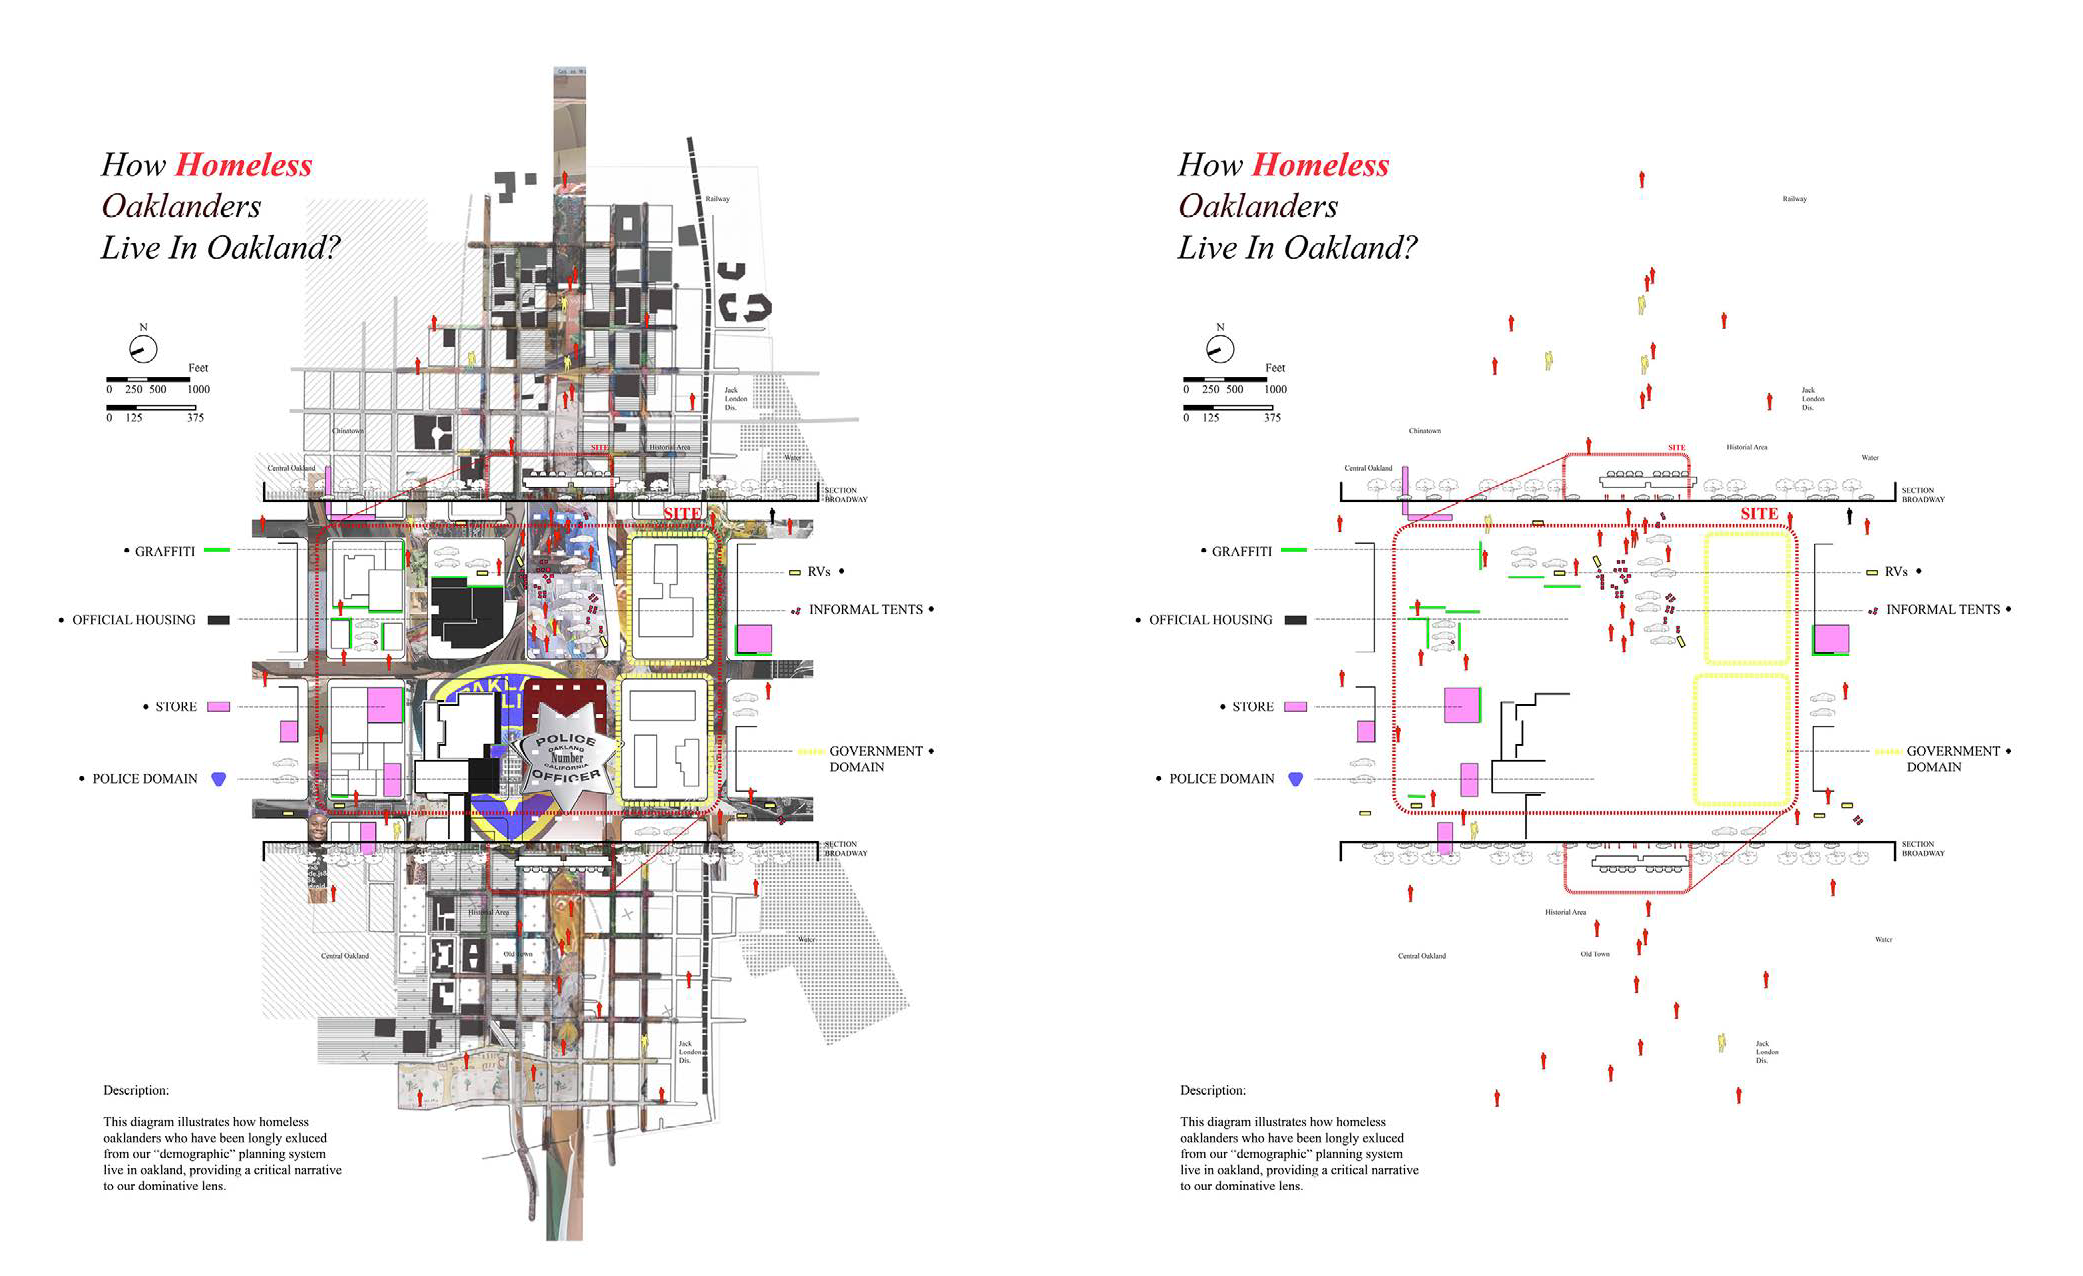 How Homeless
Oaklanders
Live In Oakland?
N
Feet
0 250 500 1000
0 125 375
Railway
Jack
London
Dis.
Chinatown
SITE
Historial Area
Central Oakland
Water
SECTION
BROADWAY
SITE
GRAFFITI
RVs
INFORMAL TENTS
OFFICIAL HOUSING
STORE
POLICE
OAKLAND
Number
CALIFORNIA
OFFICER
GOVERNMENT
DOMAIN
POLICE DOMAIN
SECTION
BROADWAY
Historial Area
Central Oakland
Old Town
Water
Jack
London
Dis.
Description:
This diagram illustrates how homeless
oaklanders who have been longly exluced
from our “demographic” planning system
live in oakland, providing a critical narrative
to our dominative lens.
How Homeless
Oaklanders
Live In Oakland?
N
Feet
0 250 500 1000
0 125 375
Railway
Jack
London
Dis.
Chinatown
SITE
Historial Area
Central Oakland
Water
SECTION
BROADWAY
SITE
GRAFFITI
RVs
INFORMAL TENTS
OFFICIAL HOUSING
STORE
GOVERNMENT
DOMAIN
POLICE DOMAIN
SECTION
BROADWAY
Historial Area
Central Oakland
Old Town
Water
Jack
London
Dis.
Description:
This diagram illustrates how homeless
oaklanders who have been longly exluced
from our “demographic” planning system
live in oakland, providing a critical narrative
to our dominative lens.